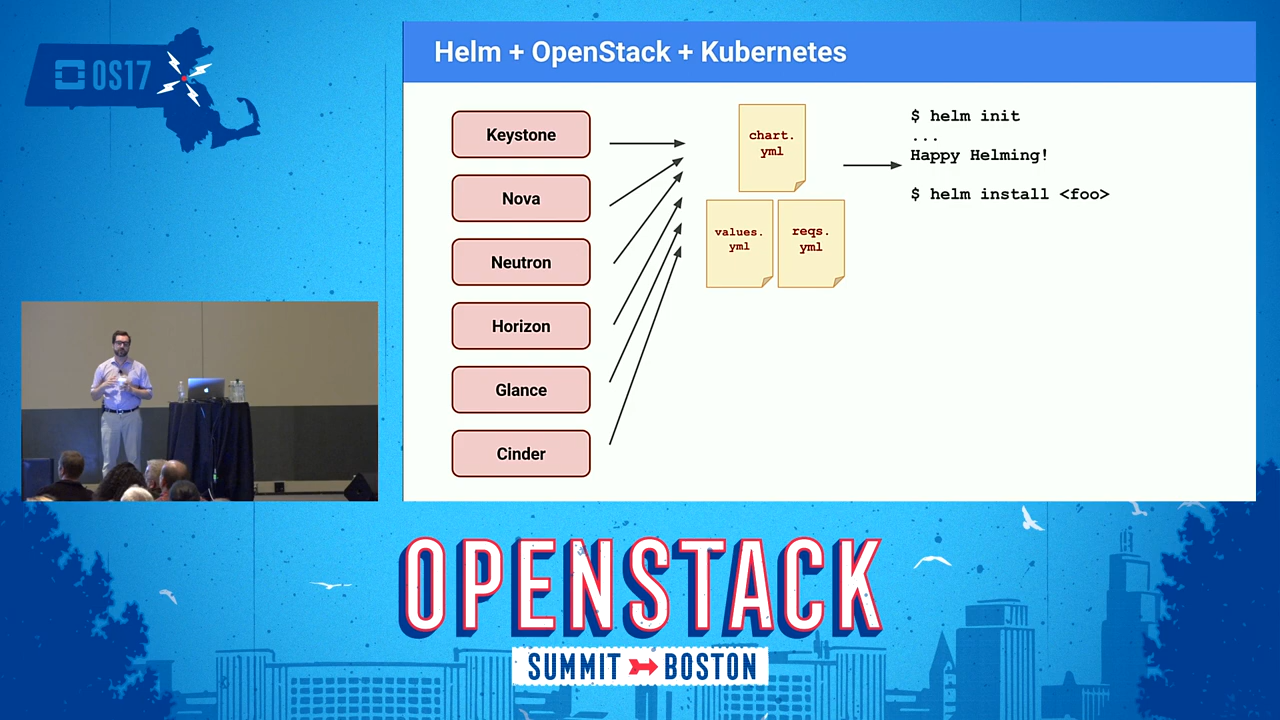 OS17
Helm + OpenStack + Kubernetes
Keystone
Nova
Neutron
Horizon
Glance
Cinder
chart.
yml
values.
yml
reqs.
yml
$ helm init
...
Happy Helming!
$ helm install <foo>
OPENSTACK
SUMMIT BOSTON